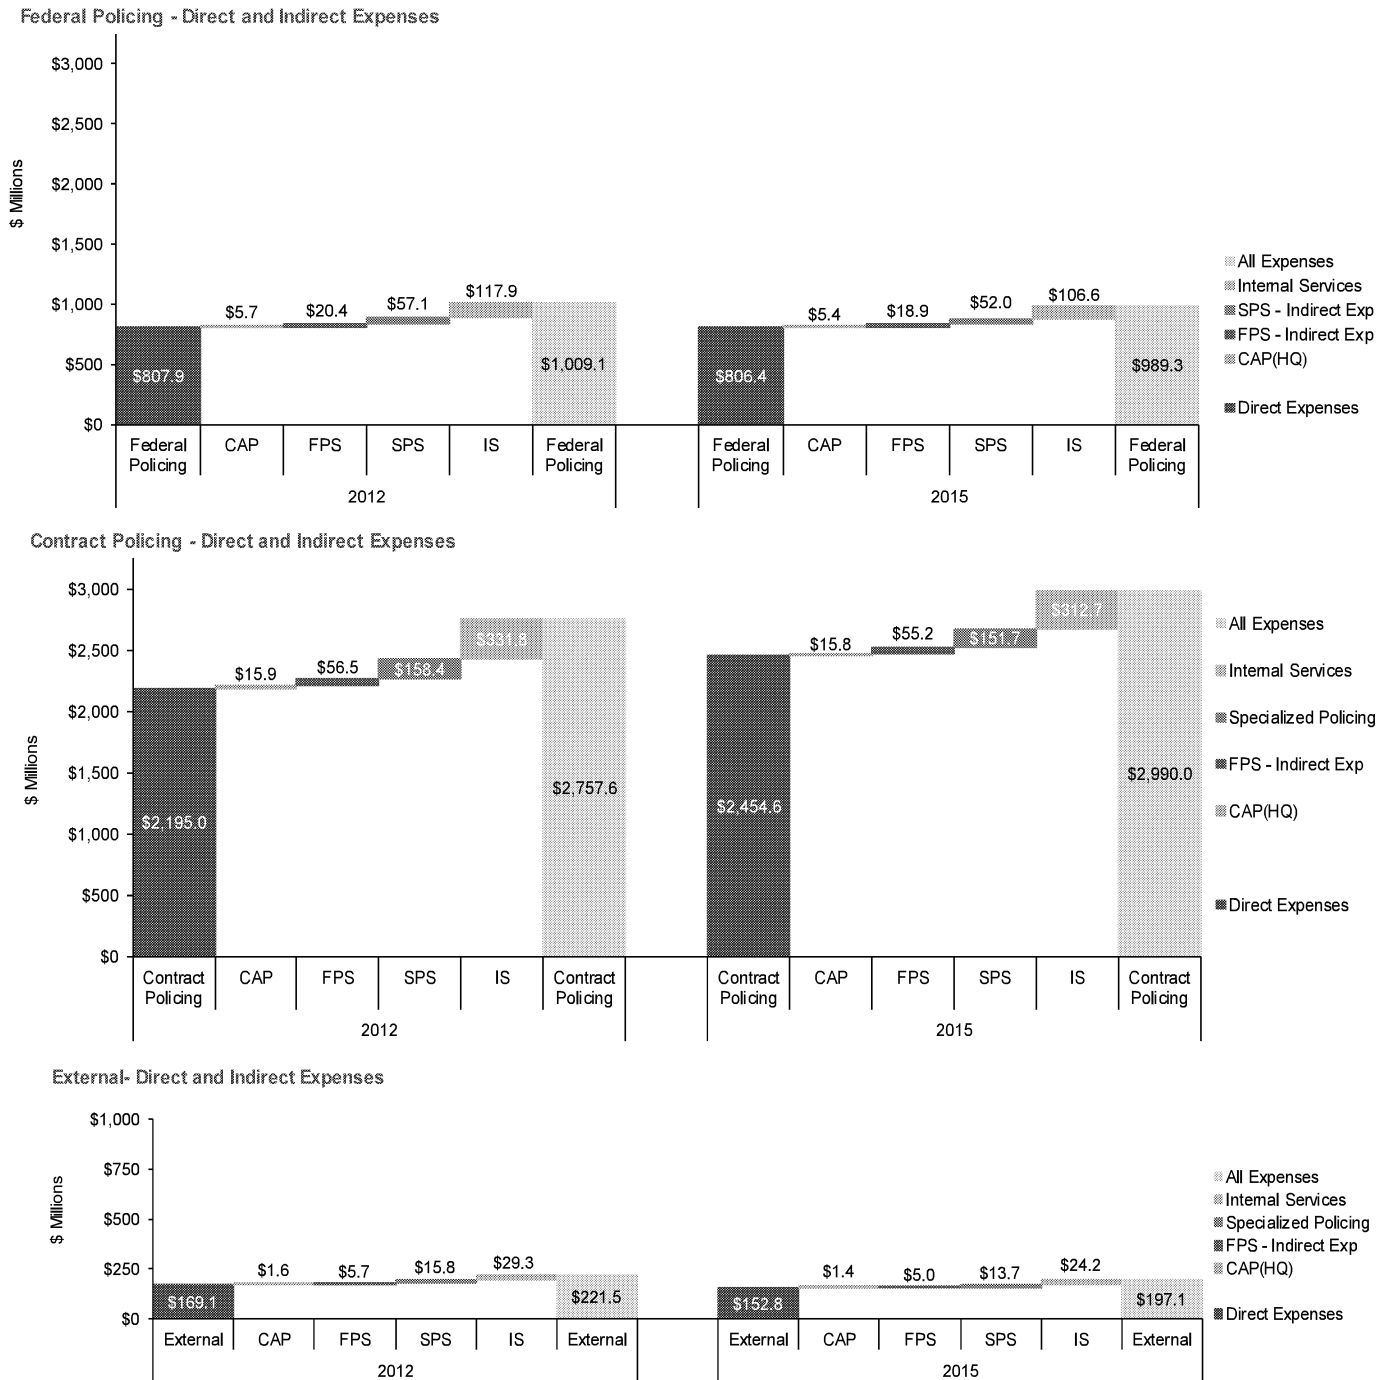 Federal Policing - Direct and Indirect Expenses
$ Millions
$3,000
$2,500
$2,000
$1,500
$1,000
$500
$0
$807.9
$5.7
$20.4
$57.1
$117.9
$1,009.1
$806.4
$5.4
$18.9
$52.0
$106.6
$989.3
Federal Policing
CAP
FPS
SPS
IS
Federal Policing
2012
Federal Policing
CAP
FPS
SPS
IS
Federal Policing
2015
All Expenses
Internal Services
SPS - Indirect Exp
FPS - Indirect Exp
CAP(HQ)
Direct Expenses
Contract Policing - Direct and Indirect Expenses
$ Millions
$3,000
$2,500
$2,000
$1,500
$1,000
$500
$0
$2,195.0
$15.9
$56.5
$158.4
$331.8
$2,757.6
$2,454.6
$15.8
$55.2
$151.7
$312.7
$2,990.0
Contract Policing
CAP
FPS
SPS
IS
Contract Policing
2012
Contract Policing
CAP
FPS
SPS
IS
Contract Policing
2015
All Expenses
Internal Services
Specialized Policing
FPS - Indirect Exp
CAP(HQ)
Direct Expenses
External- Direct and Indirect Expenses
$ Millions
$1,000
$750
$500
$250
$0
$169.1
$1.6
$5.7
$15.8
$29.3
$221.5
$152.8
$1.4
$5.0
$13.7
$24.2
$197.1
External
CAP
FPS
SPS
IS
External
2012
External
CAP
FPS
SPS
IS
External
2015
All Expenses
Internal Services
Specialized Policing
FPS - Indirect Exp
CAP(HQ)
Direct Expenses